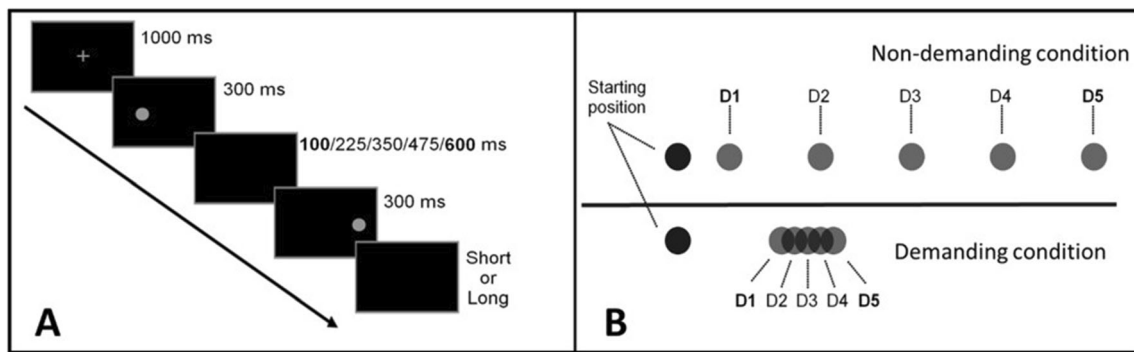 1000 ms
300 ms
100/225/350/475/600 ms
300 ms
Short
or
Long
A
Non-demanding condition
Starting
position
D1 D2 D3 D4 D5
Demanding condition
D1 D2 D3 D4 D5
B